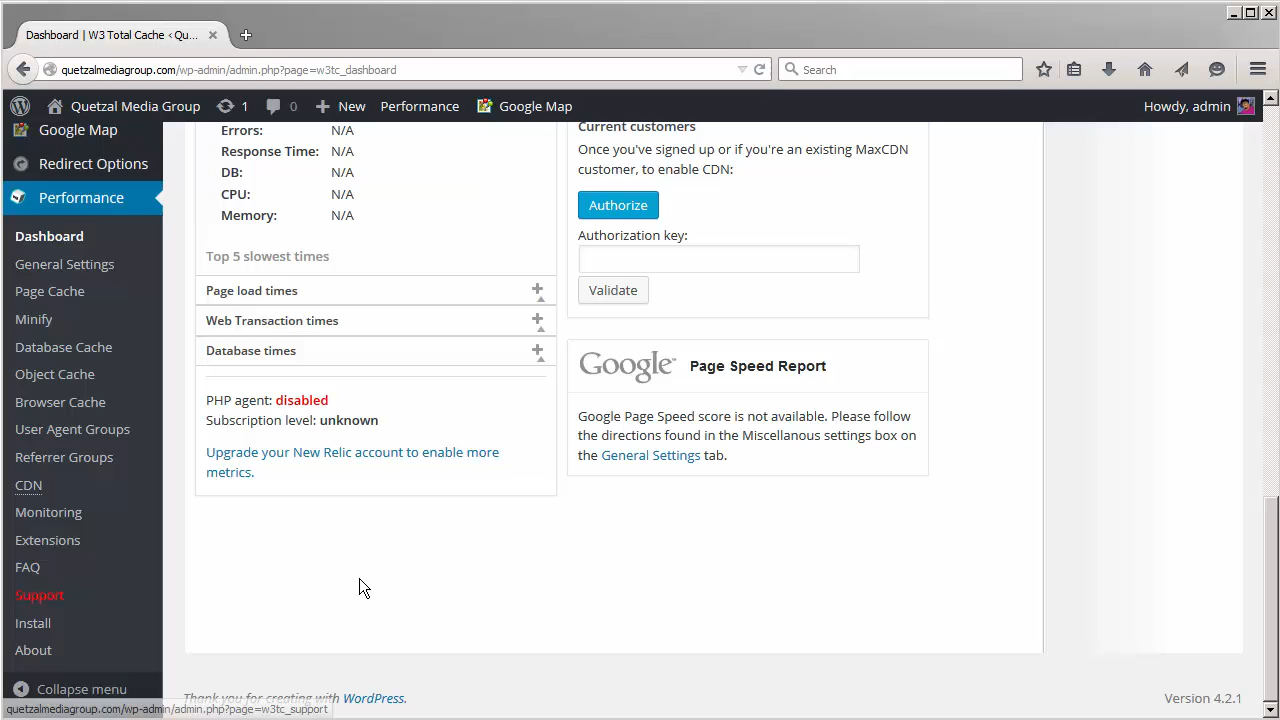 Dashboard | W3 Total Cache ‹ Qu...
quetzalmediagroup.com/wp-admin/admin.php?page=w3tc_dashboard
Search
Quetzal Media Group
1
0
New
Performance
Google Map
Howdy, admin
Google Map
Redirect Options
Performance
Dashboard
General Settings
Page Cache
Minify
Database Cache
Object Cache
Browser Cache
User Agent Groups
Referrer Groups
CDN
Monitoring
Extensions
FAQ
Support
Install
About
Collapse menu
Errors: N/A
Response Time: N/A
DB: N/A
CPU: N/A
Memory: N/A
Top 5 slowest times
Page load times
Web Transaction times
Database times
PHP agent: disabled
Subscription level: unknown
Upgrade your New Relic account to enable more
metrics.
Current customers
Once you've signed up or if you're an existing MaxCDN
customer, to enable CDN:
Authorize
Authorization key:
Validate
Google™ Page Speed Report
Google Page Speed score is not available. Please follow
the directions found in the Miscellanous settings box on
the General Settings tab.
Thank you for creating with WordPress.
Version 4.2.1
quetzalmediagroup.com/wp-admin/admin.php?page=w3tc_support